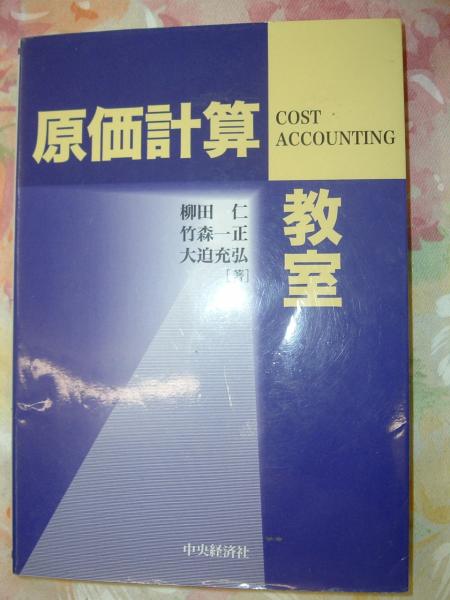 原価計算
COST
ACCOUNTING
教室
柳田 仁
竹森一正
大迫充弘
[著]
中央経済社